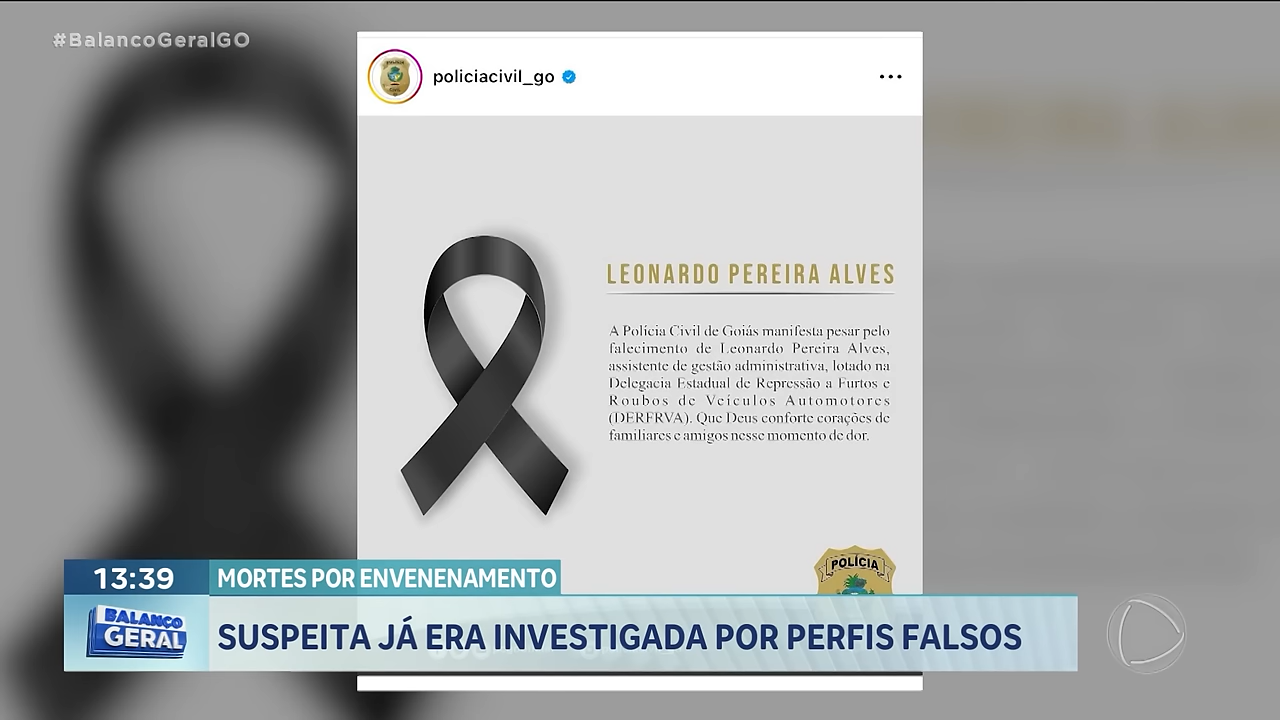 #BalancoGeralGO
policiacivil_go
LEONARDO PEREIRA ALVES
A Polícia Civil de Goiás manifesta pesar pelo
falecimento de Leonardo Pereira Alves,
assistente de gestão administrativa, lotado na
Delegacia Estadual de Repressão a Furtos e
Roubos de Veículos Automotores
(DERFRVA). Que Deus conforte corações de
familiares e amigos nesse momento de dor.
POLÍCIA
13:39
MORTES POR ENVENENAMENTO
BALANÇO
GERAL
SUSPEITA JÁ ERA INVESTIGADA POR PERFIS FALSOS